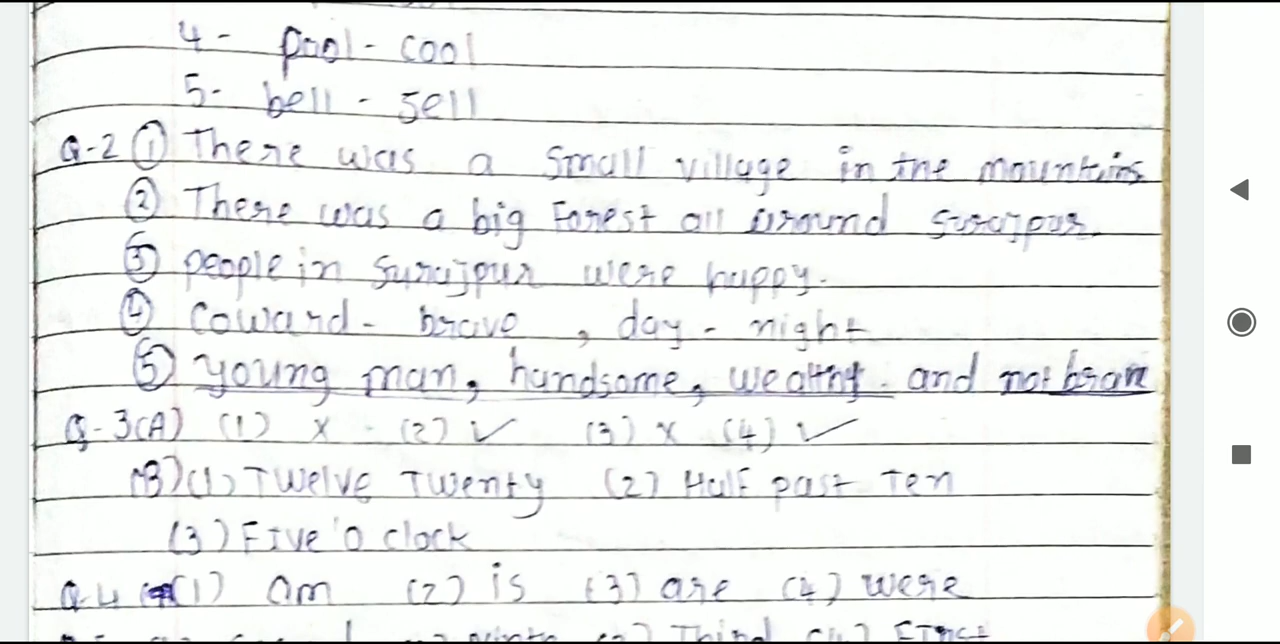 4- pool - cool
5- bell - sell
Q-2 ① There was a small village in the mountains
② There was a big Forest all around surajpur.
③ people in surajpur were happy.
④ coward - brave , day - night
⑤ young man, handsome, wealthy and not brave
Q-3(A) (1) x (2) ✓ (3) x (4) ✓
(B) (1) Twelve Twenty (2) Half past Ten
(3) Five 'O clock
Q-4 (1) am (2) is (3) are (4) were
Third (4) First